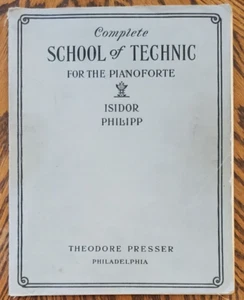 Complete
SCHOOL of TECHNIC
FOR THE PIANOFORTE
ISIDOR
PHILIPP
THEODORE PRESSER
PHILADELPHIA